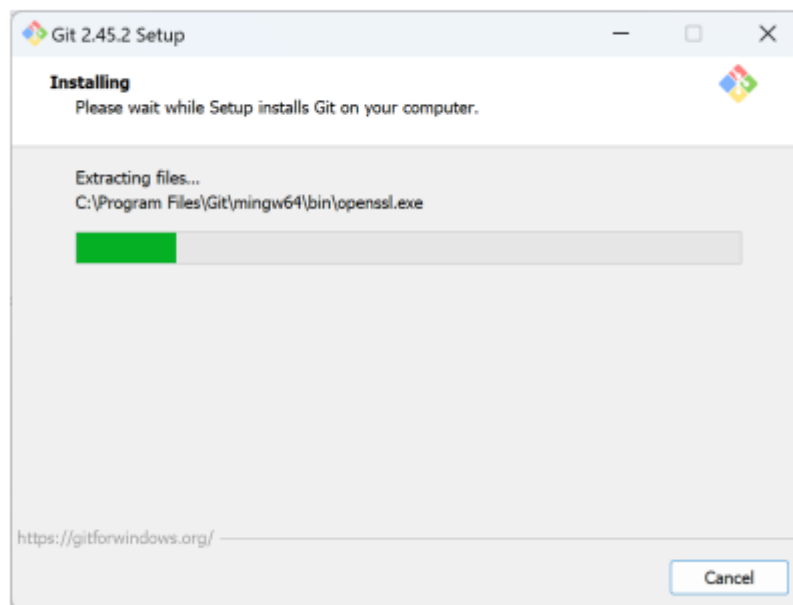 Git 2.45.2 Setup
Installing
Please wait while Setup installs Git on your computer.
Extracting files...
C:\Program Files\Git\mingw64\bin\openssl.exe
https://gitforwindows.org/
Cancel